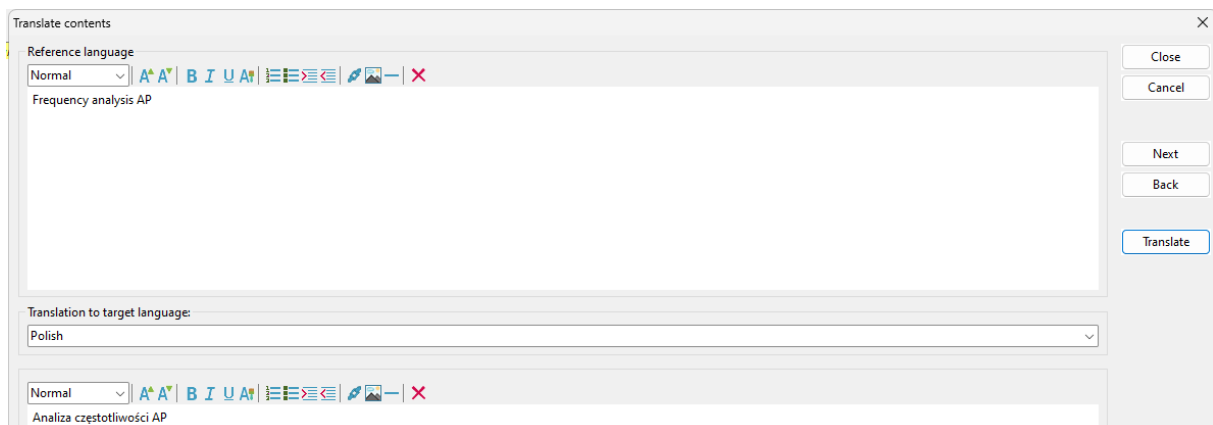 Translate contents
Reference language
Close
Normal
Cancel
Frequency analysis AP
Next
Back
Translate
Translation to target language:
Polish
Normal
Analiza częstotliwości AP